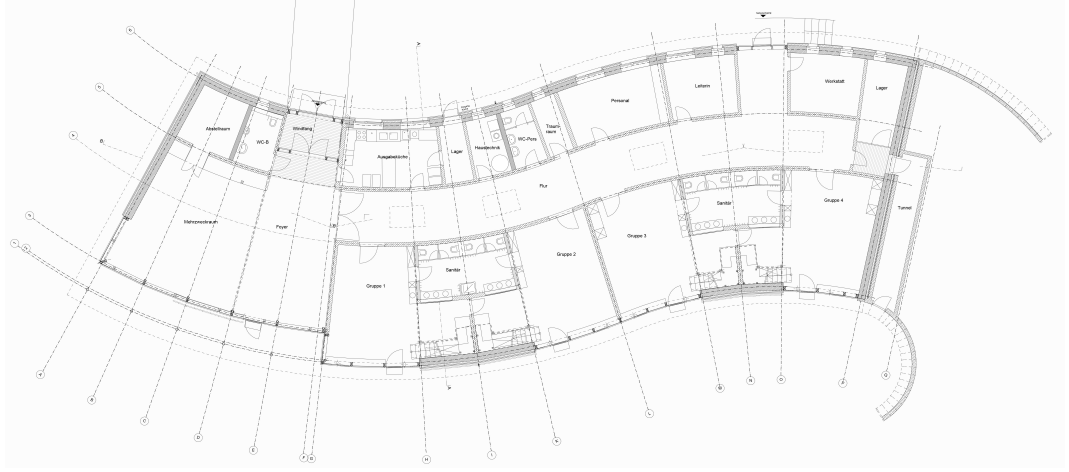 Werkstatt
Lager
Leiterin
Personal
Traum-
raum
WC-Pers
Haustechnik
Lager
Ausgabeküche
Windfang
Abstellraum
WC-B
Flur
Mehrzweckraum
Foyer
Gruppe 1
Sanitär
Gruppe 2
Gruppe 3
Sanitär
Gruppe 4
Tunnel
A
B
C
D
E
F
G
H
I
K
L
M
N
O
P
Q